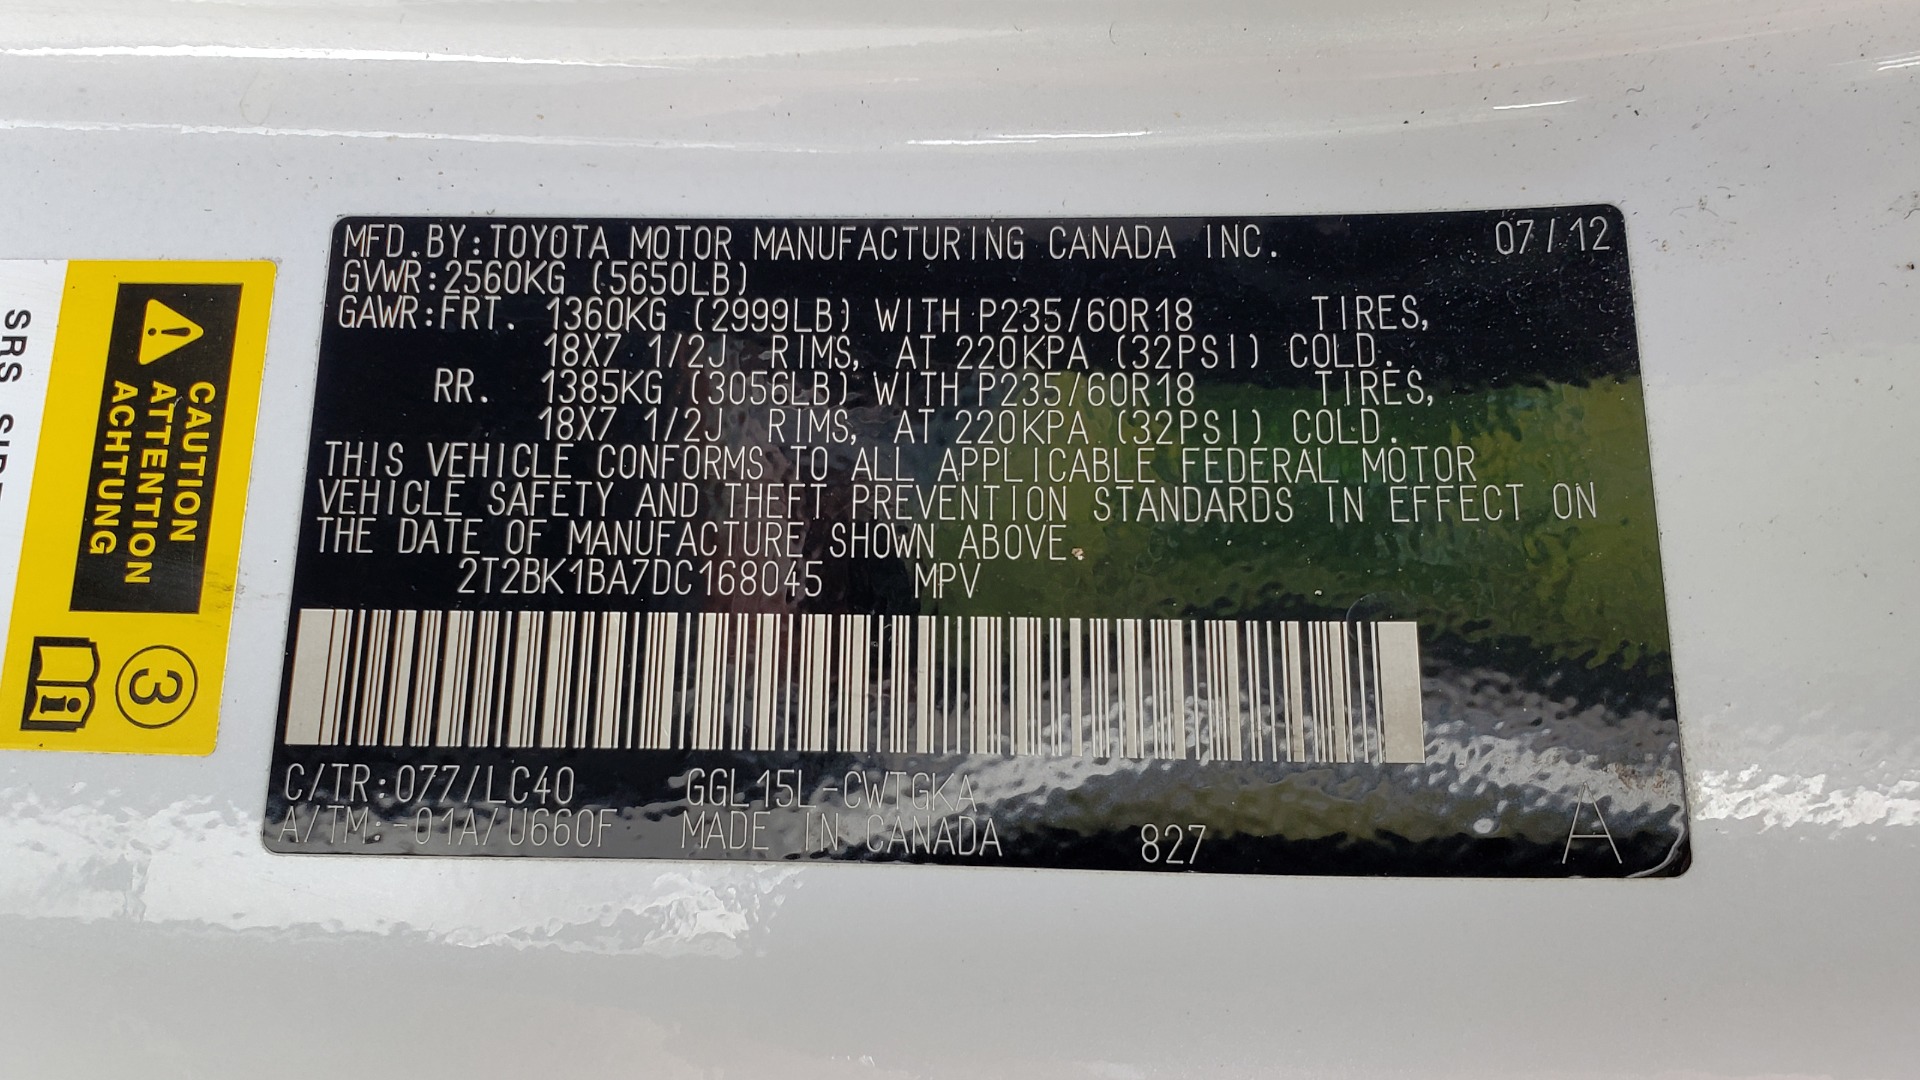 MFD.BY:TOYOTA MOTOR MANUFACTURING CANADA INC. 07/12
GVWR:2560KG (5650LB)
GAWR:FRT. 1360KG (2999LB) WITH P235/60R18 TIRES,
18X7 1/2J RIMS, AT 220KPA (32PSI) COLD.
RR. 1385KG (3056LB) WITH P235/60R18 TIRES,
18X7 1/2J RIMS, AT 220KPA (32PSI) COLD.
THIS VEHICLE CONFORMS TO ALL APPLICABLE FEDERAL MOTOR
VEHICLE SAFETY AND THEFT PREVENTION STANDARDS IN EFFECT ON
THE DATE OF MANUFACTURE SHOWN ABOVE.
2T2BK1BA7DC168045 MPV
C/TR:077/LC40 GGL15L-CWTGKA
A/TM:-01A/U660F MADE IN CANADA 827 A
CAUTION
ATTENTION
ACHTUNG
3
i
SRS